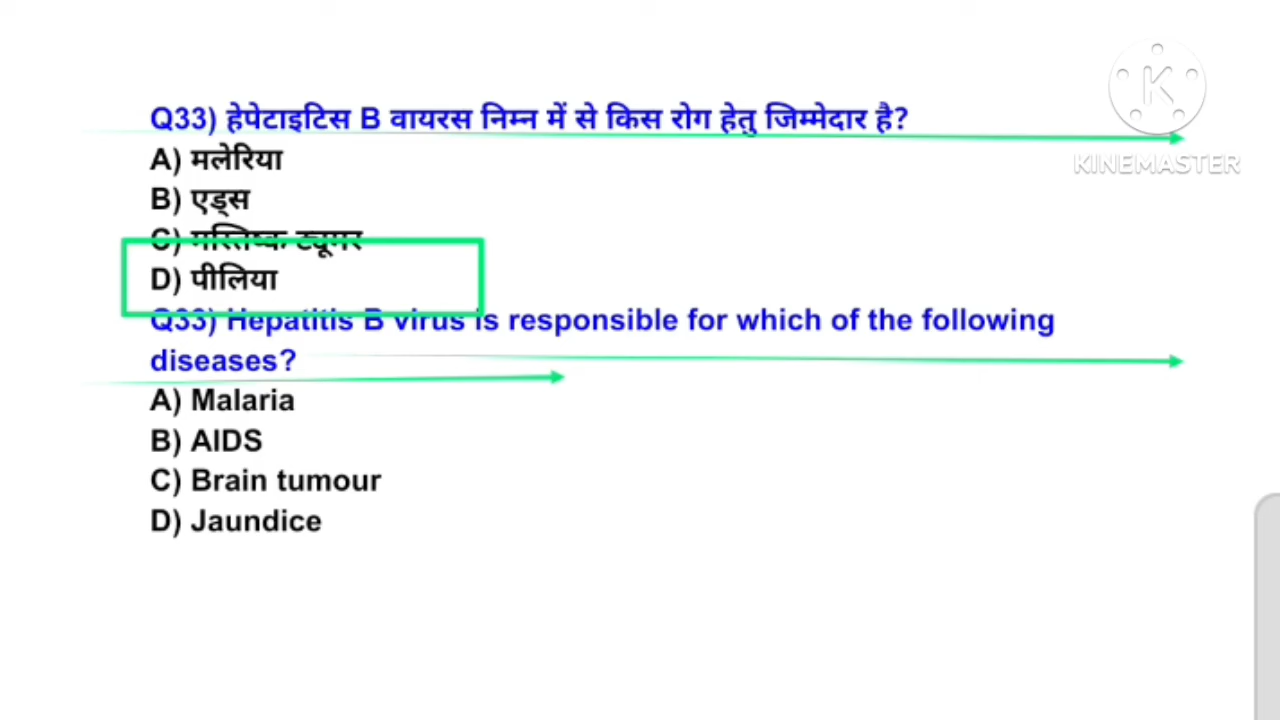 Q33) हेपेटाइटिस B वायरस निम्न में से किस रोग हेतु जिम्मेदार है?
A) मलेरिया
B) एड्स
C) मस्तिष्क ट्यूमर
D) पीलिया
Q33) Hepatitis B virus is responsible for which of the following
diseases?
A) Malaria
B) AIDS
C) Brain tumour
D) Jaundice
K
KINEMASTER